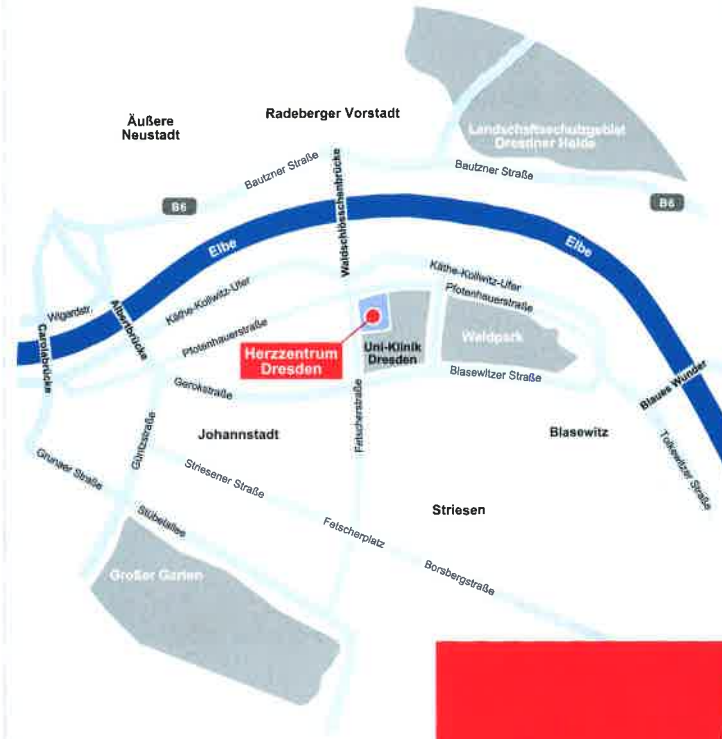 Äußere
Neustadt
Radeberger Vorstadt
Landschaftsschutzgebiet
Dresdner Heide
Bautzner Straße
Bautzner Straße
B6
B6
Waldschlösschenbrücke
Elbe
Elbe
Käthe-Kollwitz-Ufer
Käthe-Kollwitz-Ufer
Pfotenhauerstraße
Wigardstr.
Albertbrücke
Carolabrücke
Pfotenhauerstraße
Herzzentrum
Dresden
Uni-Klinik
Dresden
Waldpark
Blasewitzer Straße
Blaues Wunder
Gerokstraße
Fetscherstraße
Johannstadt
Blasewitz
Tolkewitzer Straße
Güntzstraße
Grunaer Straße
Striesener Straße
Striesen
Stübelallee
Fetscherplatz
Borsbergstraße
Großer Garten